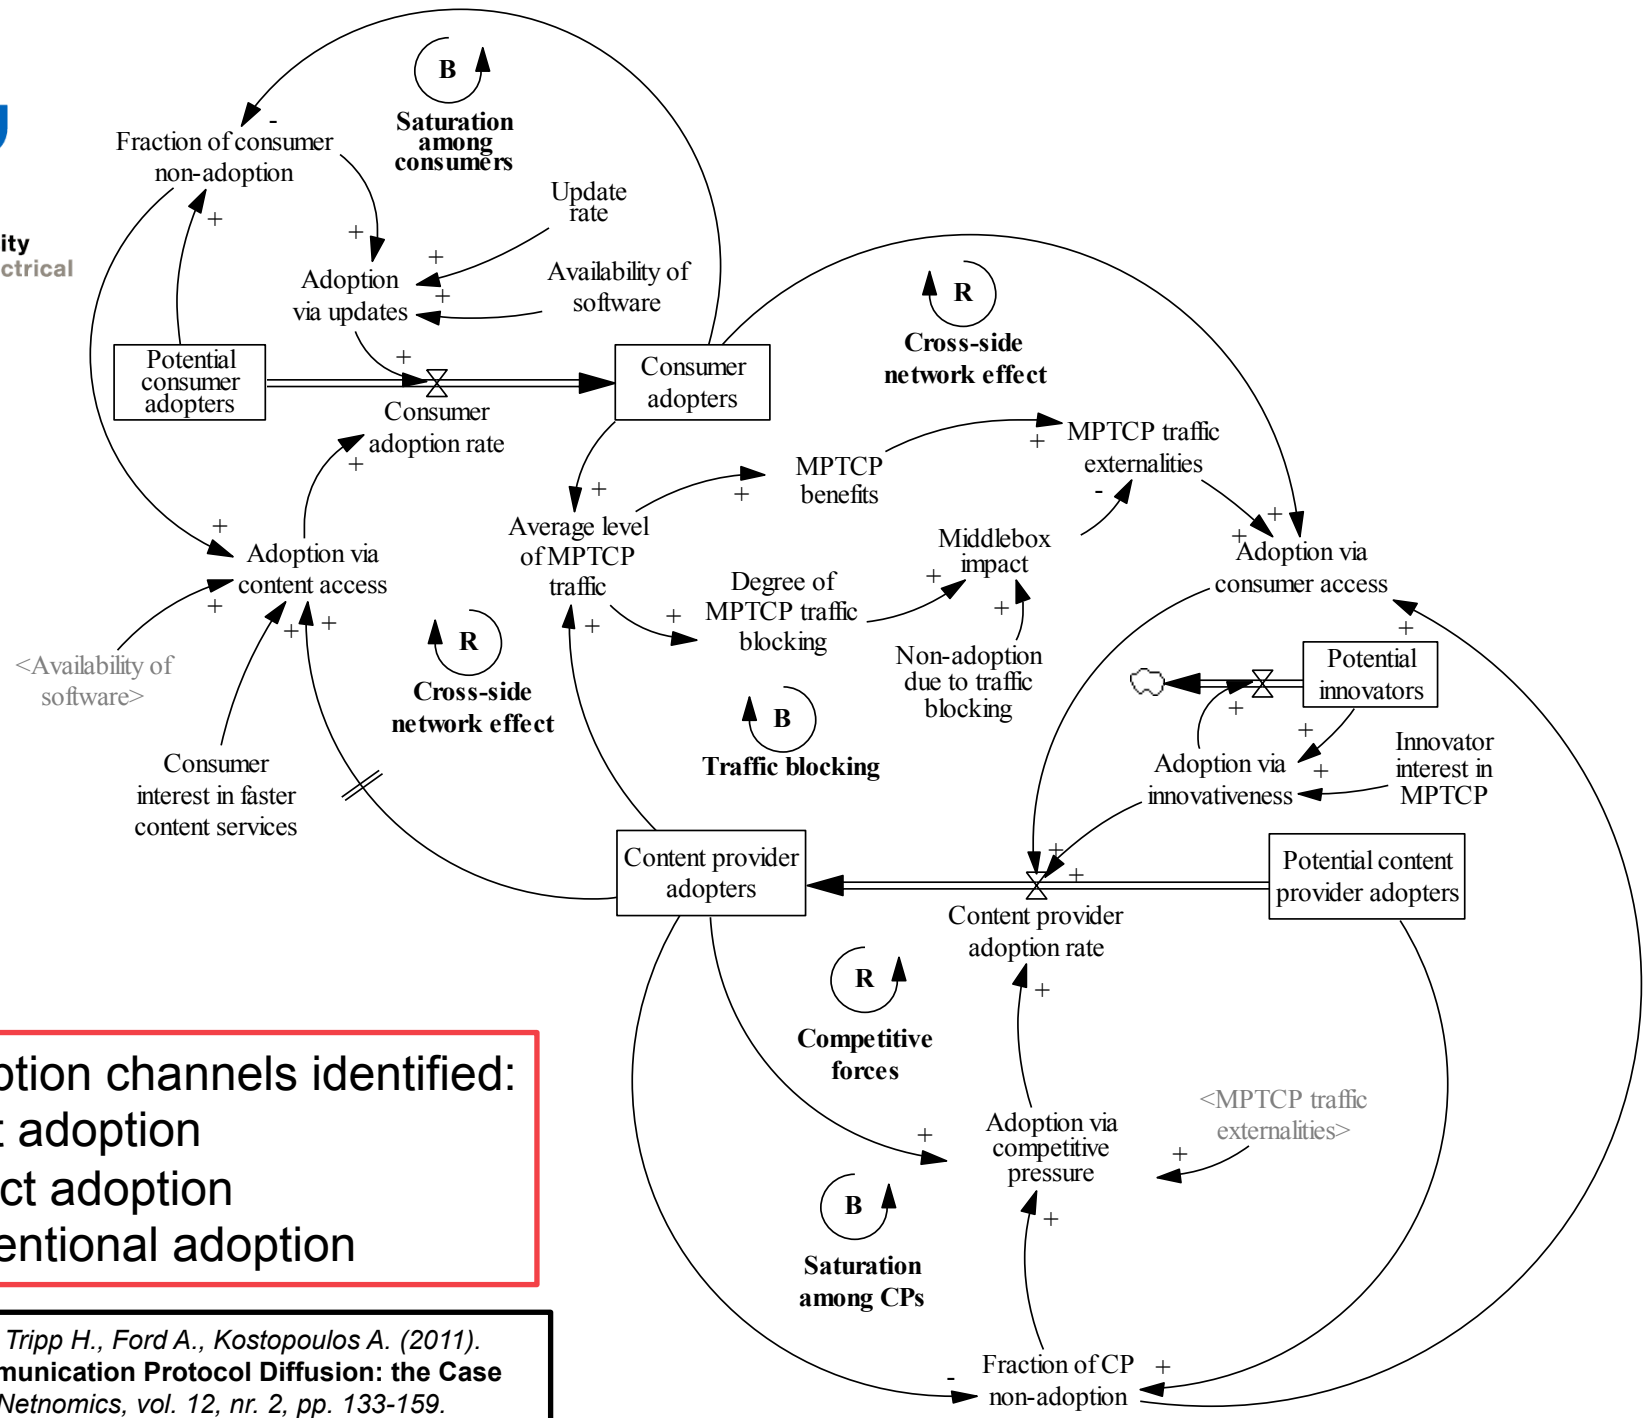 B
Saturation
among
consumers
-
Fraction of consumer
non-adoption
+
+
Update
rate
+
Availability of
software
+
Adoption
via updates
+
Potential
consumer
adopters
Consumer
adopters
Consumer
adoption rate
+
R
Cross-side
network effect
MPTCP traffic
externalities
+
-
MPTCP
benefits
+
+
Average level
of MPTCP
traffic
+
+
Degree of
MPTCP traffic
blocking
+
Middlebox
impact
+
Non-adoption
due to traffic
blocking
+
+
Adoption via
consumer access
+
+
Adoption via
content access
+
+
+
<Availability of
software>
Consumer
interest in faster
content services
R
Cross-side
network effect
B
Traffic blocking
Potential
innovators
+
+
Adoption via
innovativeness
+
Innovator
interest in
MPTCP
Content provider
adopters
+
+
Potential content
provider adopters
Content provider
adoption rate
+
R
Competitive
forces
Adoption via
competitive
pressure
+
+
<MPTCP traffic
externalities>
B
Saturation
among CPs
+
Fraction of CP
non-adoption
-
+
channels identified:
adoption
adoption
adoption
Tripp H., Ford A., Kostopoulos A. (2011).
Protocol Diffusion: the Case
Netnomics, vol. 12, nr. 2, pp. 133-159.